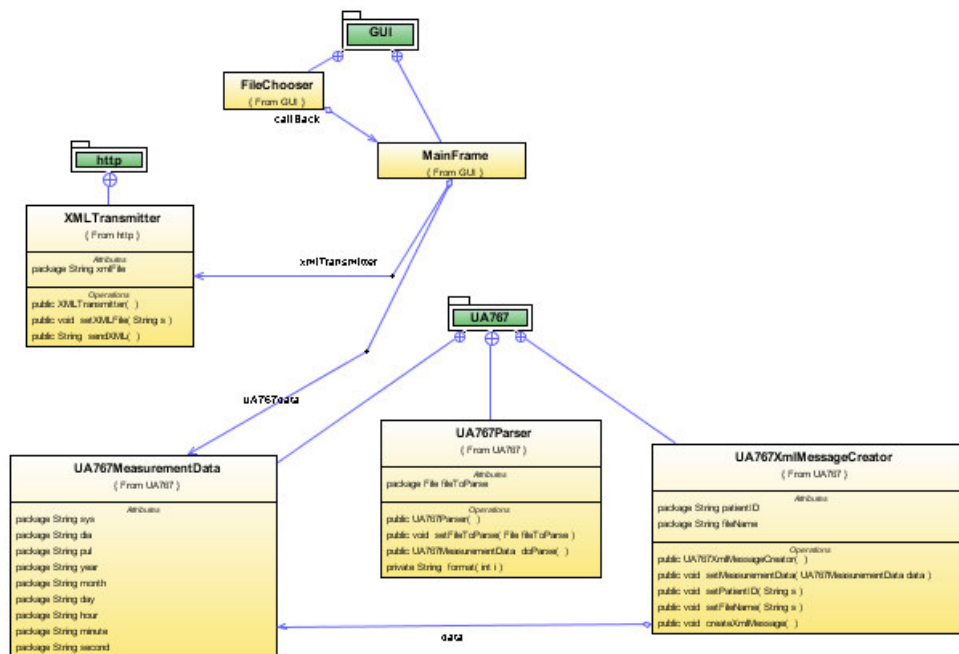 GUI
FileChooser
( From GUI )
callBack
MainFrame
( From GUI )
http
XMLTransmitter
( From http )
Attributes
package String xmlFile
Operations
public XMLTransmitter( )
public void setXMLFile( String s )
public String sendXML( )
xmlTransmitter
UA767
uA767data
UA767MeasurementData
( From UA767 )
Attributes
package String sys
package String dia
package String pul
package String year
package String month
package String day
package String hour
package String minute
package String second
UA767Parser
( From UA767 )
Attributes
package File fileToParse
Operations
public UA767Parser( )
public void setFileToParse( File fileToParse )
public UA767MeasurementData doParser( )
private String format( int i )
UA767XmlMessageCreator
( From UA767 )
Attributes
package String patientID
package String fileName
Operations
public UA767XmlMessageCreator( )
public void setMeasurementData( UA767MeasurementData data )
public void setPatientID( String s )
public void setFileName( String s )
public void createXmlMessage( )
data